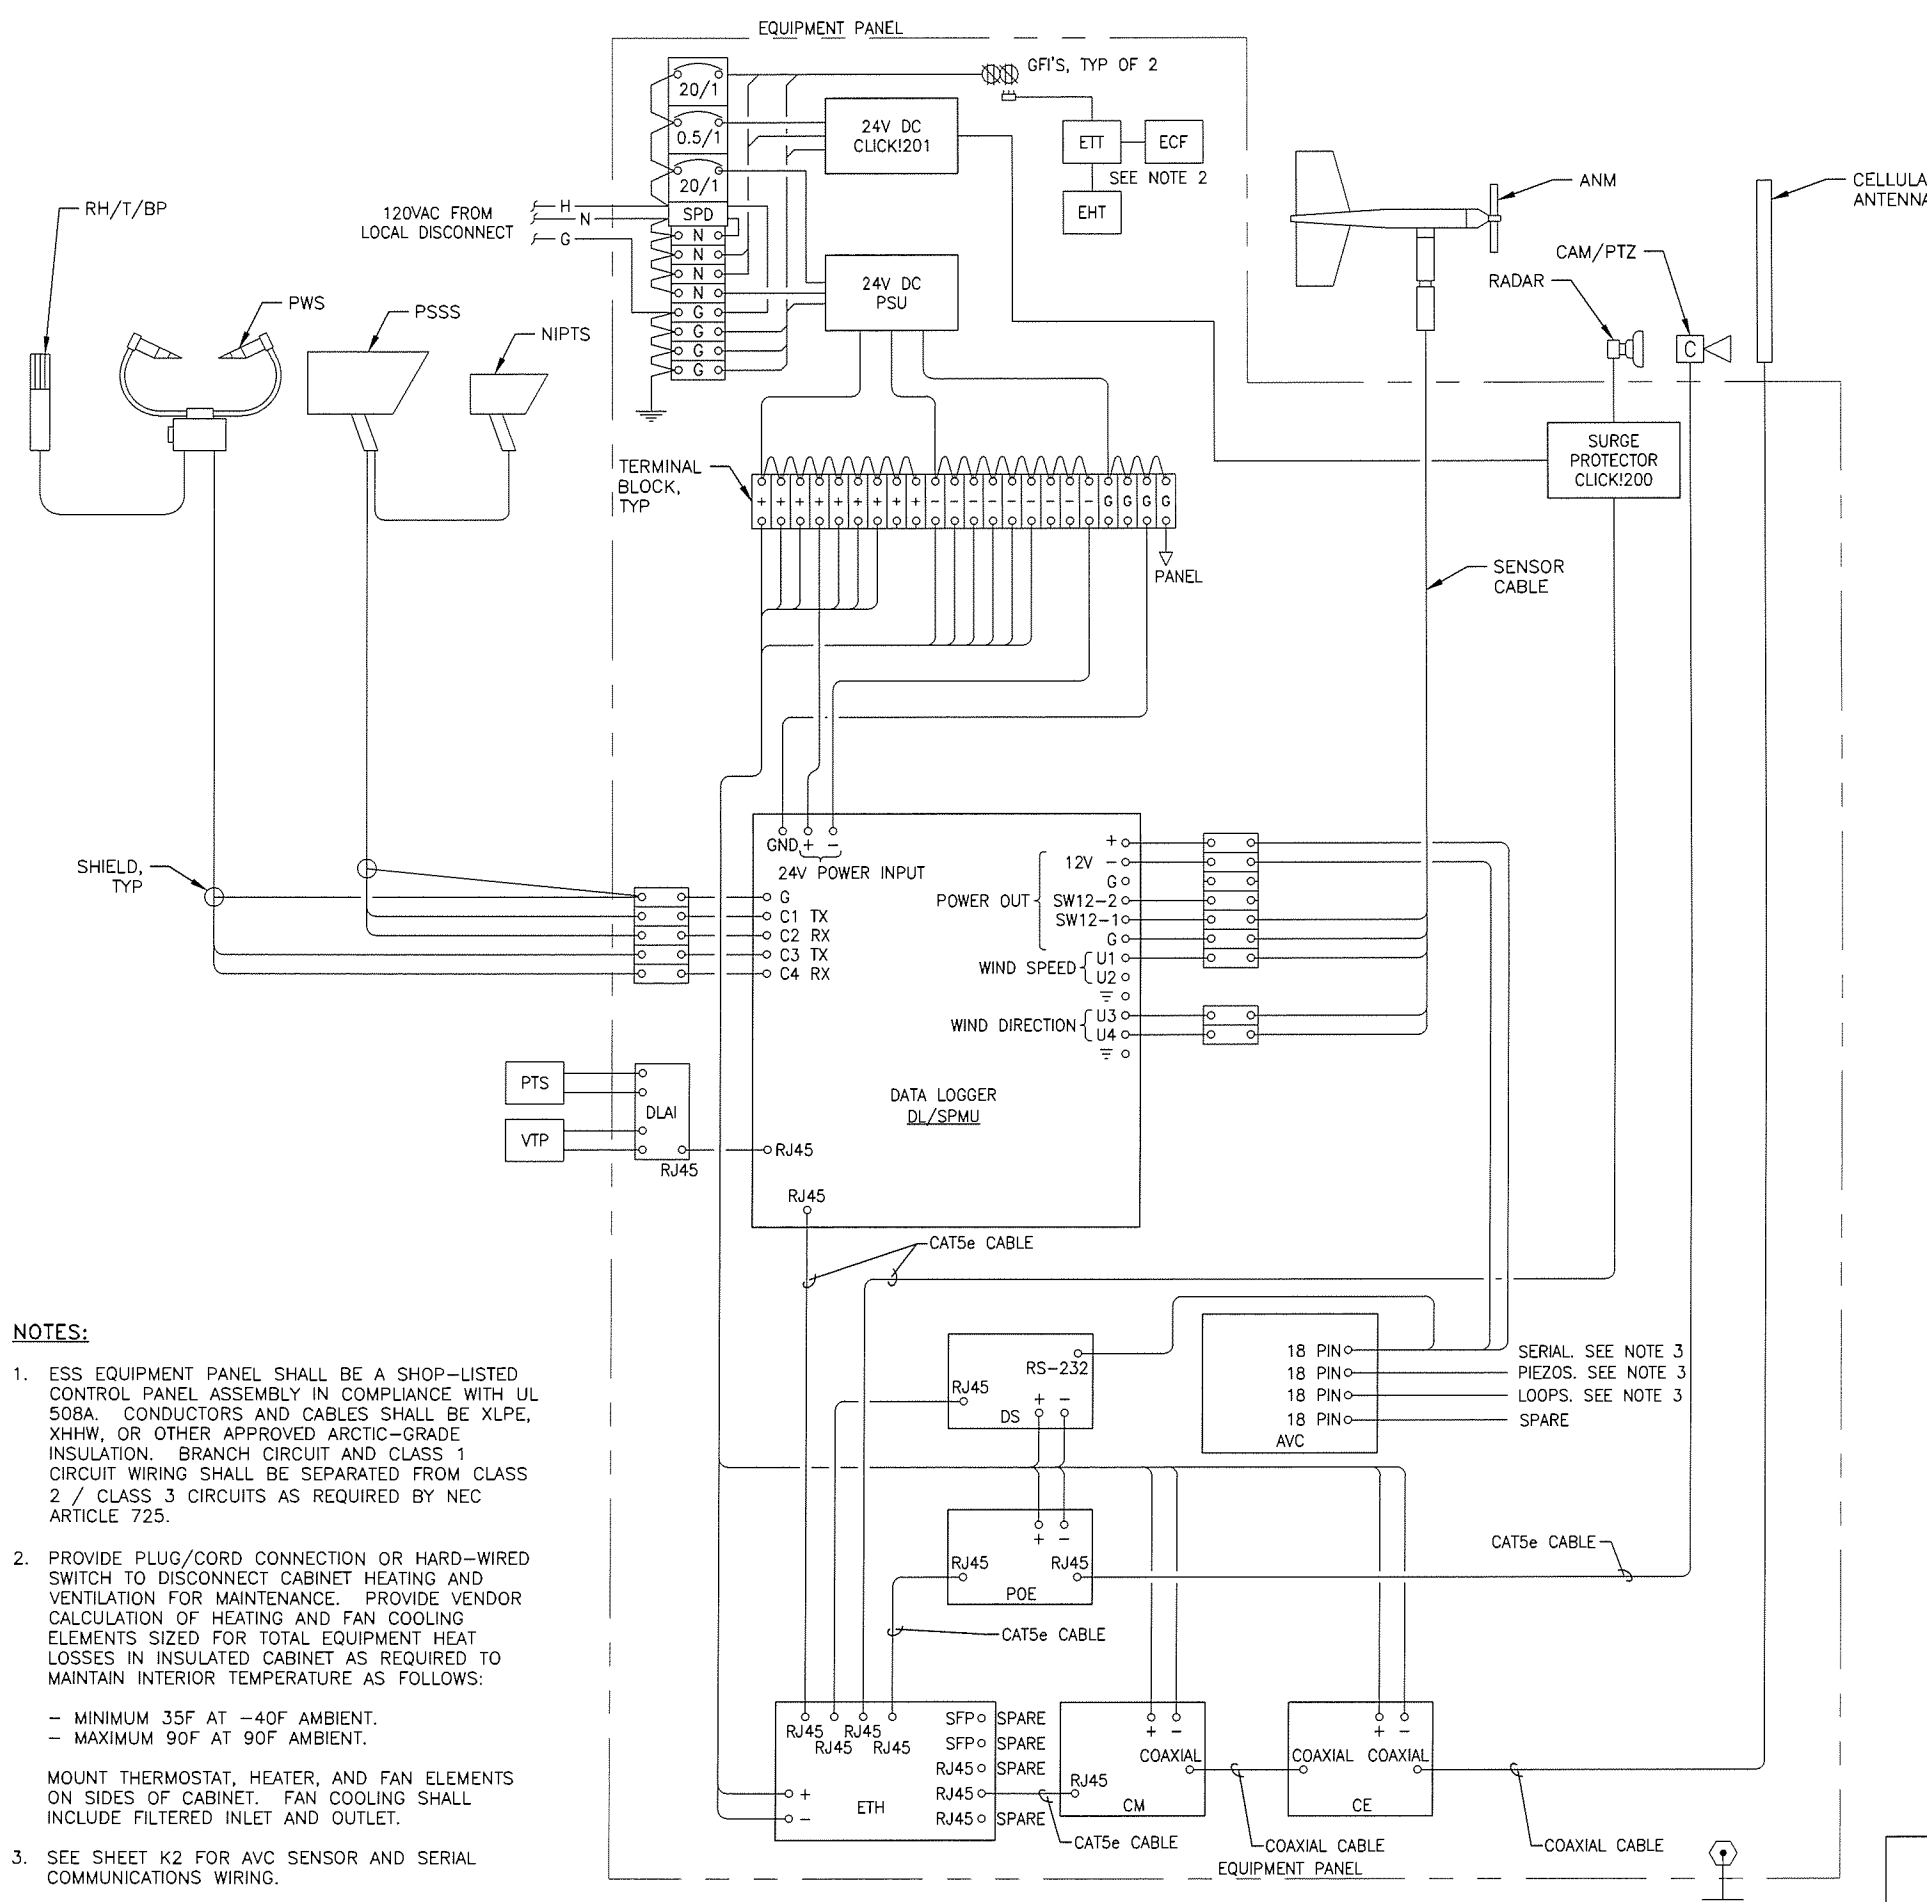 EQUIPMENT PANEL
GFI'S, TYP OF 2
20/1
0.5/1
20/1
SPD
N
N
N
N
G
G
G
G
24V DC
CLICK!201
ETT
ECF
SEE NOTE 2
EHT
120VAC FROM
LOCAL DISCONNECT
H
N
G
24V DC
PSU
RH/T/BP
PWS
PSSS
NIPTS
ANM
CELLULA
ANTENNA
CAM/PTZ
RADAR
C
SURGE
PROTECTOR
CLICK!200
TERMINAL
BLOCK,
TYP
+ + + + + + + + + - - - - - - - - - G G G G
PANEL
SENSOR
CABLE
SHIELD,
TYP
GND + -
24V POWER INPUT
G
C1 TX
C2 RX
C3 TX
C4 RX
+
12V -
G
POWER OUT
SW12-2
SW12-1
G
WIND SPEED
U1
U2
WIND DIRECTION
U3
U4
PTS
VTP
DLAI
RJ45
RJ45
DATA LOGGER
DL/SPMU
RJ45
CAT5e CABLE
RS-232
RJ45
+ -
DS
18 PIN
SERIAL. SEE NOTE 3
18 PIN
PIEZOS. SEE NOTE 3
18 PIN
LOOPS. SEE NOTE 3
18 PIN
SPARE
AVC
+ -
RJ45
RJ45
POE
CAT5e CABLE
CAT5e CABLE
RJ45 RJ45
RJ45 RJ45
SFP SPARE
SFP SPARE
RJ45 SPARE
RJ45
RJ45 SPARE
+
-
ETH
+ -
COAXIAL
RJ45
CM
+ -
COAXIAL COAXIAL
CE
CAT5e CABLE
COAXIAL CABLE
COAXIAL CABLE
EQUIPMENT PANEL
NOTES:
1. ESS EQUIPMENT PANEL SHALL BE A SHOP-LISTED
CONTROL PANEL ASSEMBLY IN COMPLIANCE WITH UL
508A. CONDUCTORS AND CABLES SHALL BE XLPE,
XHHW, OR OTHER APPROVED ARCTIC-GRADE
INSULATION. BRANCH CIRCUIT AND CLASS 1
CIRCUIT WIRING SHALL BE SEPARATED FROM CLASS
2 / CLASS 3 CIRCUITS AS REQUIRED BY NEC
ARTICLE 725.
2. PROVIDE PLUG/CORD CONNECTION OR HARD-WIRED
SWITCH TO DISCONNECT CABINET HEATING AND
VENTILATION FOR MAINTENANCE. PROVIDE VENDOR
CALCULATION OF HEATING AND FAN COOLING
ELEMENTS SIZED FOR TOTAL EQUIPMENT HEAT
LOSSES IN INSULATED CABINET AS REQUIRED TO
MAINTAIN INTERIOR TEMPERATURE AS FOLLOWS:
- MINIMUM 35F AT -40F AMBIENT.
- MAXIMUM 90F AT 90F AMBIENT.
MOUNT THERMOSTAT, HEATER, AND FAN ELEMENTS
ON SIDES OF CABINET. FAN COOLING SHALL
INCLUDE FILTERED INLET AND OUTLET.
3. SEE SHEET K2 FOR AVC SENSOR AND SERIAL
COMMUNICATIONS WIRING.